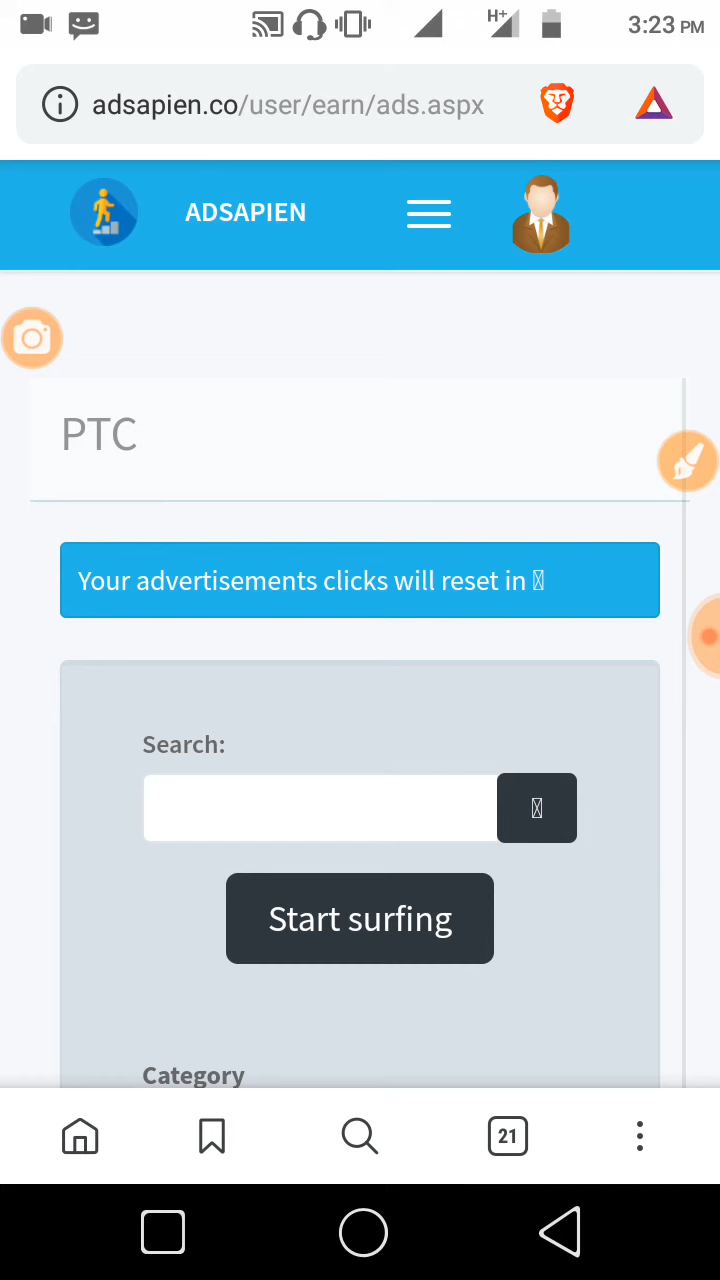 H+ 3:23 PM
adsapien.co/user/earn/ads.aspx
ADSAPIEN
PTC
Your advertisements clicks will reset in
Search:
Start surfing
Category
21